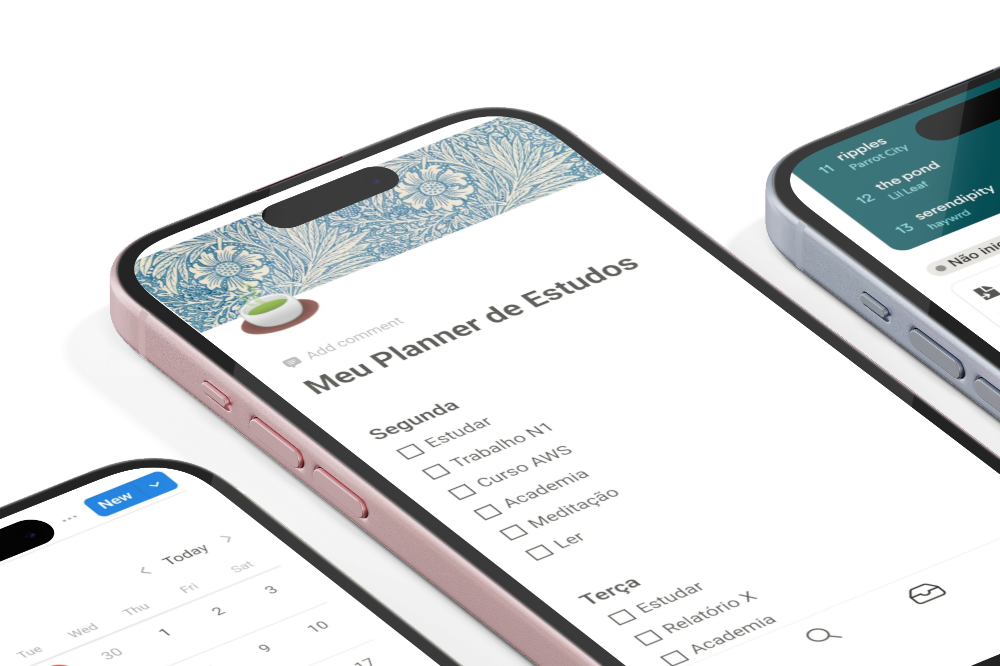 Add comment
Meu Planner de Estudos
Segunda
Estudar
Trabalho N1
Curso AWS
Academia
Meditação
Ler
Terça
Estudar
Relatório X
Academia
11 ripples
Parrot City
12 the pond
Lil Leaf
13 serendipity
haywrd
Não
... New
< Today >
Tue Wed Thu Fri Sat
30 1 2 3
9 10
17